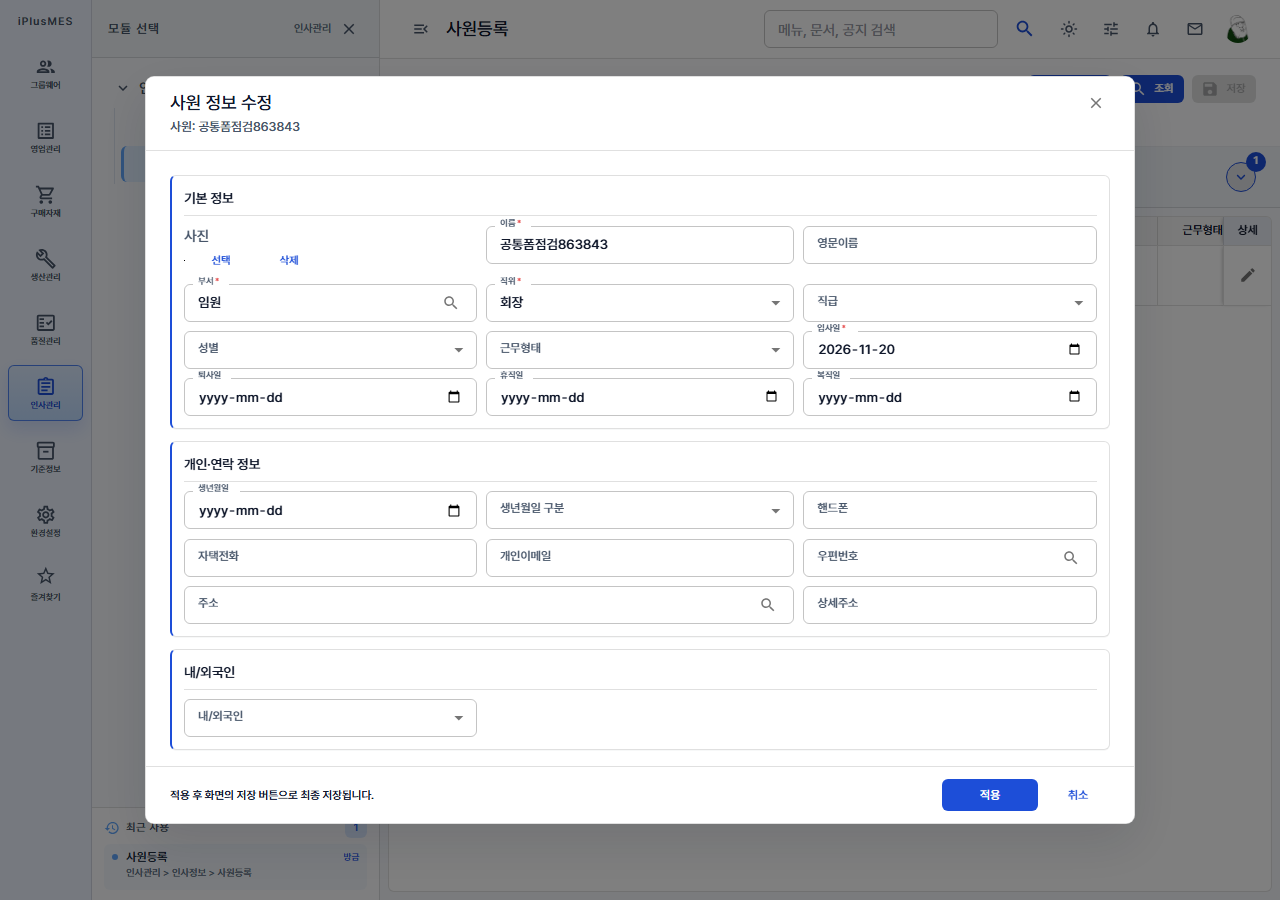 iPlusMES
모듈 선택
인사관리
사원등록
메뉴, 문서, 공지 검색
그룹웨어
영업관리
구매자재
생산관리
품질관리
인사관리
기준정보
환경설정
즐겨찾기
조회
저장
1
근무형태
상세
사원 정보 수정
사원: 공통폼점검863843
기본 정보
사진
선택
삭제
이름 *
공통폼점검863843
영문이름
부서 *
임원
직위 *
회장
직급
성별
근무형태
입사일 *
2026-11-20
퇴사일
yyyy-mm-dd
휴직일
yyyy-mm-dd
복직일
yyyy-mm-dd
개인·연락 정보
생년월일
yyyy-mm-dd
생년월일 구분
핸드폰
자택전화
개인이메일
우편번호
주소
상세주소
내/외국인
내/외국인
적용 후 화면의 저장 버튼으로 최종 저장됩니다.
적용
취소
최근 사용
1
사원등록
방금
인사관리 > 인사정보 > 사원등록